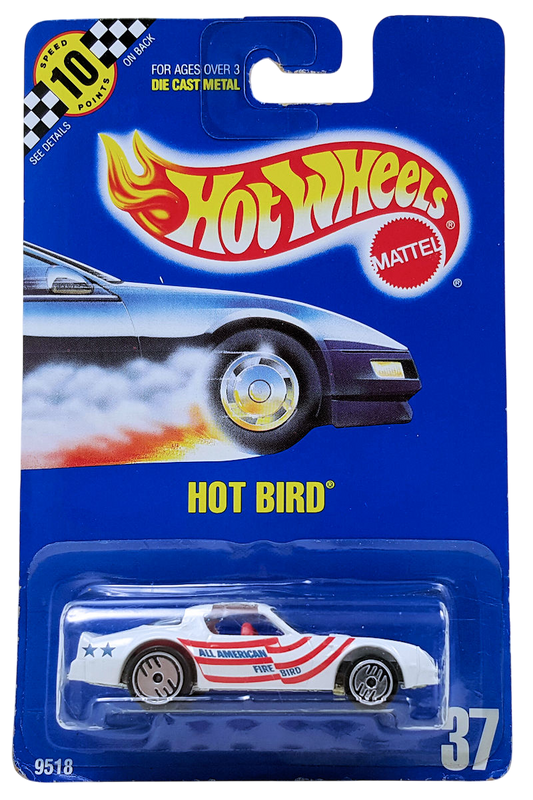 SPEED
10
POINTS
ON BACK
SEE DETAILS
FOR AGES OVER 3
DIE CAST METAL
HOT WHEELS®
MATTEL
®
HOT BIRD®
ALL AMERICAN
FIRE BIRD
37
9518